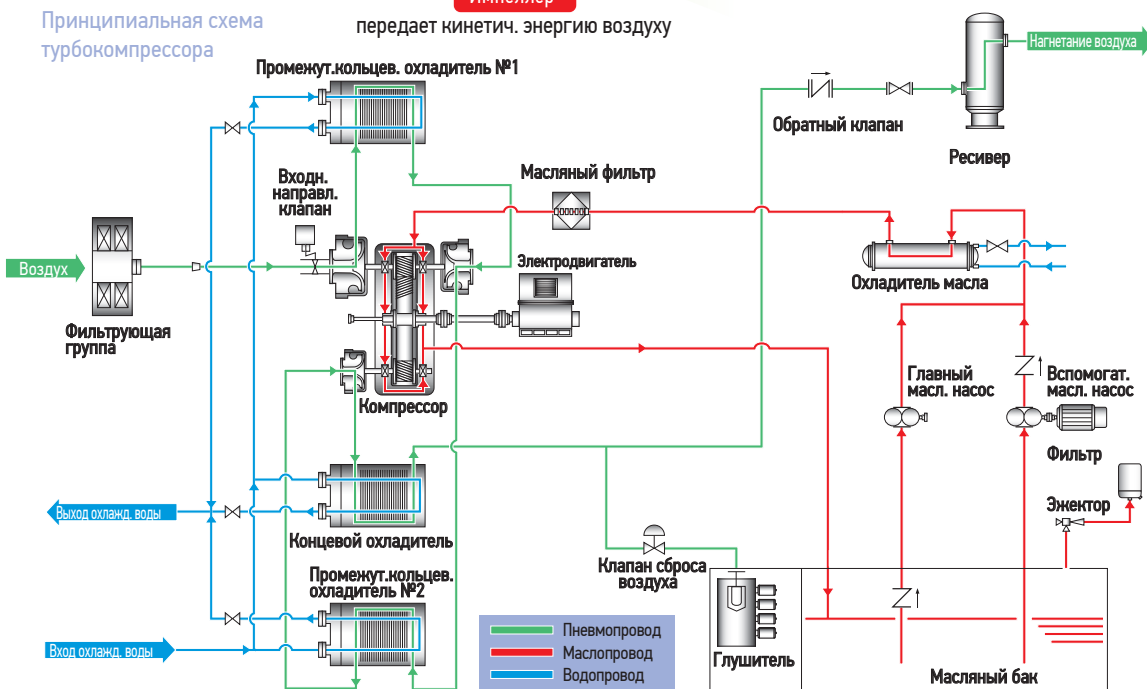 Импеллер
передает кинетич. энергию воздуху
Принципиальная схема
турбокомпрессора
Нагнетание воздуха
Промежут.кольцев. охладитель №1
Обратный клапан
Ресивер
Входн.
направл.
клапан
Масляный фильтр
Воздух
Электродвигатель
Охладитель масла
Фильтрующая
группа
Компрессор
Главный
масл. насос
Вспомогат.
масл. насос
Фильтр
Эжектор
Выход охлажд. воды
Концевой охладитель
Клапан сброса
воздуха
Промежут.кольцев.
охладитель №2
Вход охлажд. воды
Пневмопровод
Маслопровод
Водопровод
Глушитель
Масляный бак